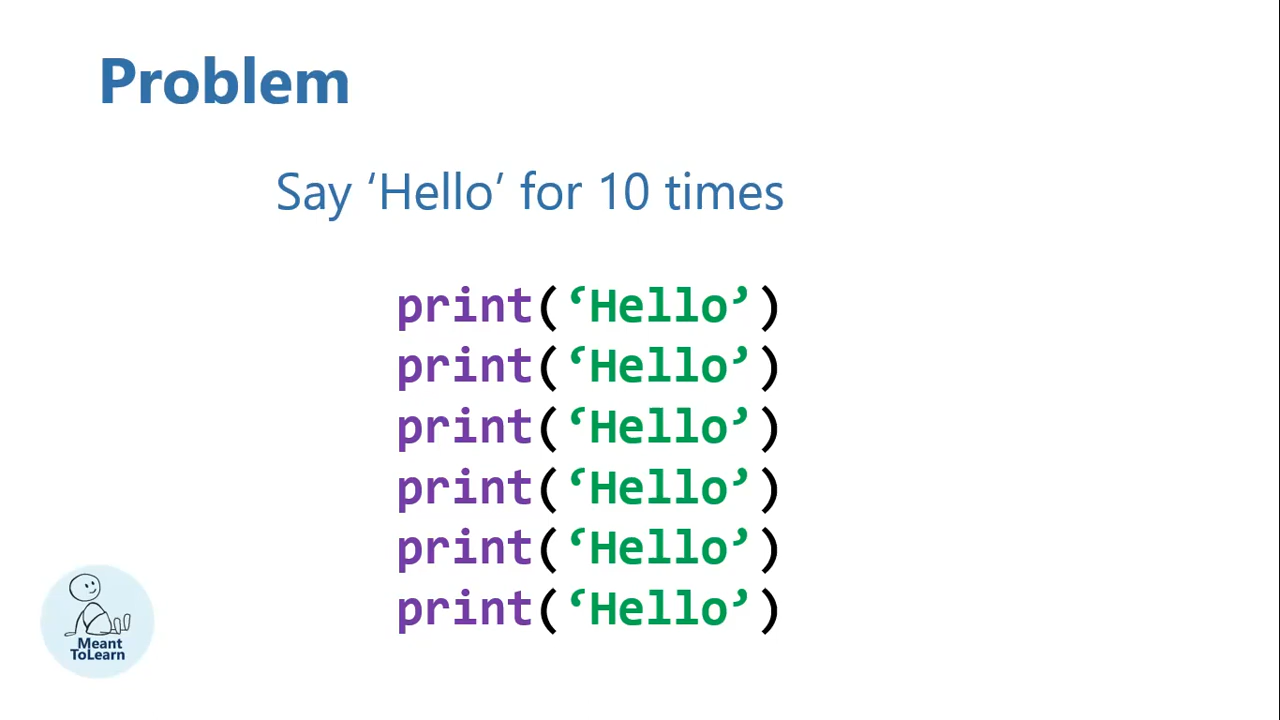 Problem
Say ‘Hello’ for 10 times
print(‘Hello’)
print(‘Hello’)
print(‘Hello’)
print(‘Hello’)
print(‘Hello’)
print(‘Hello’)
Meant
ToLearn